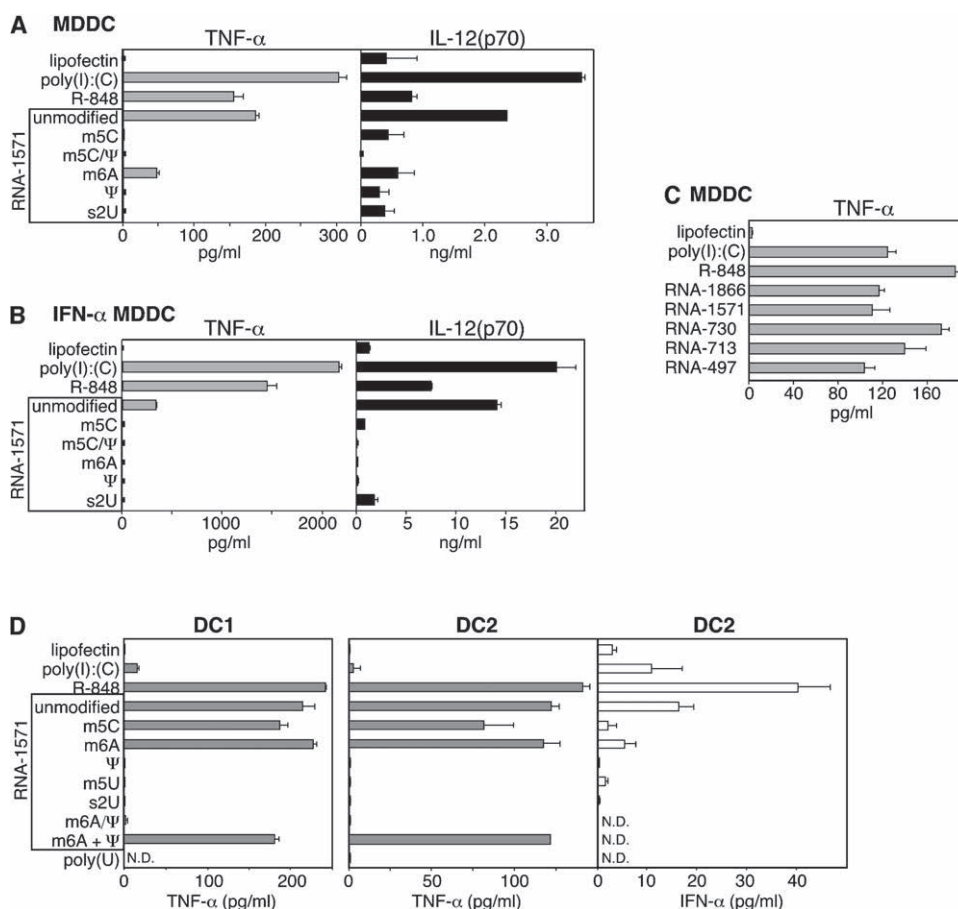 A MDDC
TNF-α IL-12(p70)
lipofectin
poly(I):(C)
R-848
RNA-1571
unmodified
m5C
m5C/Ψ
m6A
Ψ
s2U
0 100 200 300 0 1.0 2.0 3.0
pg/ml ng/ml
B IFN-α MDDC
TNF-α IL-12(p70)
lipofectin
poly(I):(C)
R-848
RNA-1571
unmodified
m5C
m5C/Ψ
m6A
Ψ
s2U
0 1000 2000 0 5 10 15 20
pg/ml ng/ml
C MDDC
TNF-α
lipofectin
poly(I):(C)
R-848
RNA-1866
RNA-1571
RNA-730
RNA-713
RNA-497
0 40 80 120 160
pg/ml
D DC1 DC2 DC2
lipofectin
poly(I):(C)
R-848
RNA-1571
unmodified
m5C
m6A
Ψ
m5U
s2U
m6A/Ψ N.D.
m6A + Ψ N.D.
poly(U) N.D. N.D.
0 100 200 0 50 100 0 10 20 30 40
TNF-α (pg/ml) TNF-α (pg/ml) IFN-α (pg/ml)